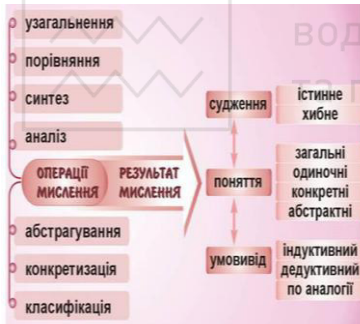 узагальнення
порівняння
синтез
аналіз
ОПЕРАЦІЇ
МИСЛЕННЯ
РЕЗУЛЬТАТ
МИСЛЕННЯ
абстрагування
конкретизація
класифікація
судження
істинне
хибне
поняття
загальні
одиночні
конкретні
абстрактні
умовивід
індуктивний
дедуктивний
по аналогії